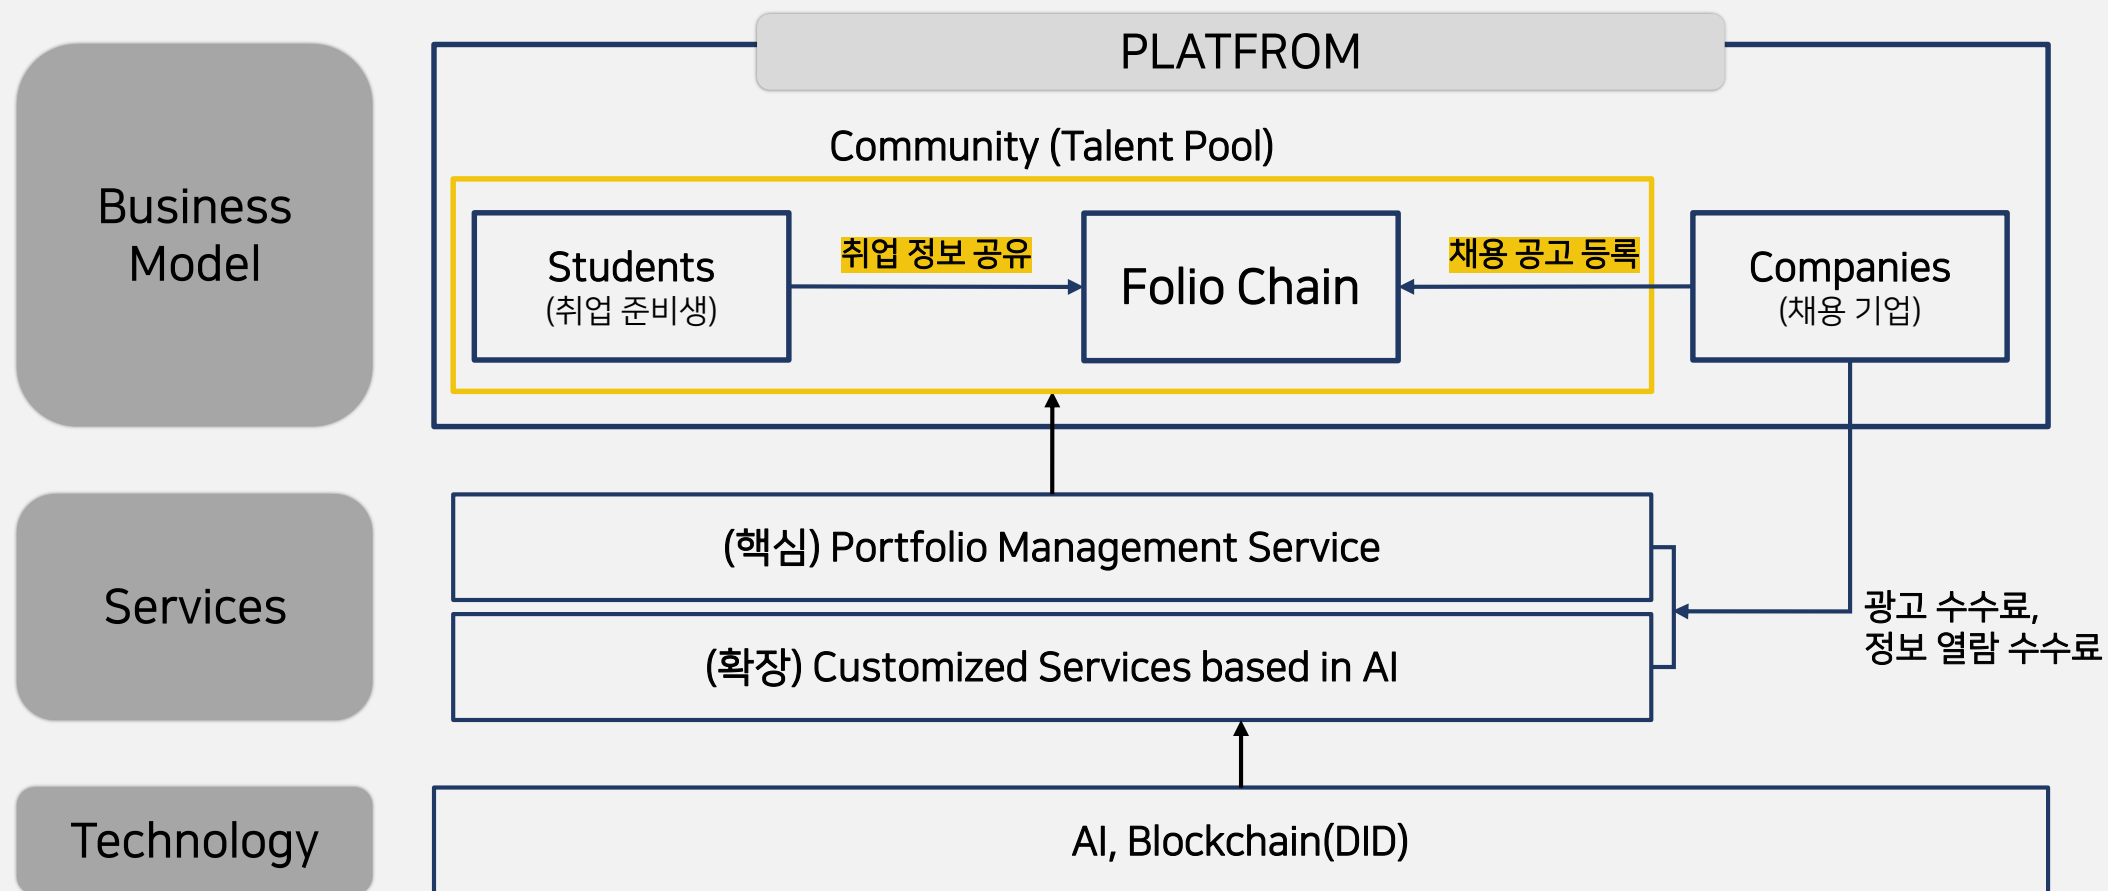 PLATFROM
Business
Model
Community (Talent Pool)
Students
(취업 준비생)
취업 정보 공유
Folio Chain
채용 공고 등록
Companies
(채용 기업)
Services
(핵심) Portfolio Management Service
(확장) Customized Services based in AI
광고 수수료,
정보 열람 수수료
Technology
AI, Blockchain(DID)